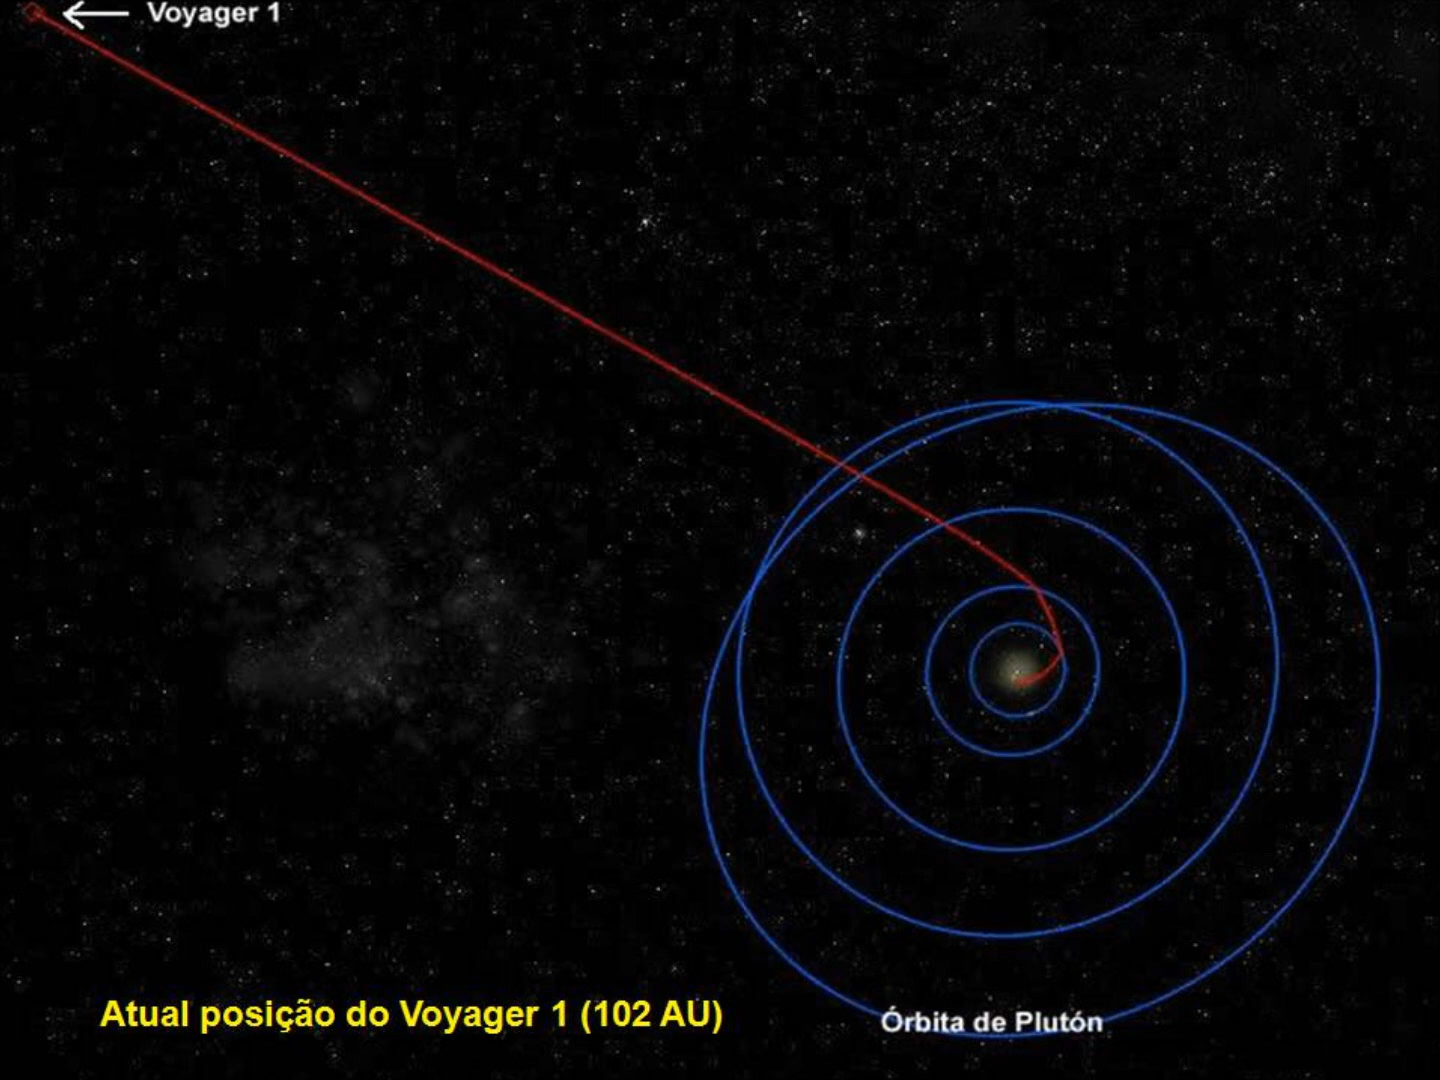 Voyager 1
Órbita de Plutón
Atual posição do Voyager 1 (102 AU)